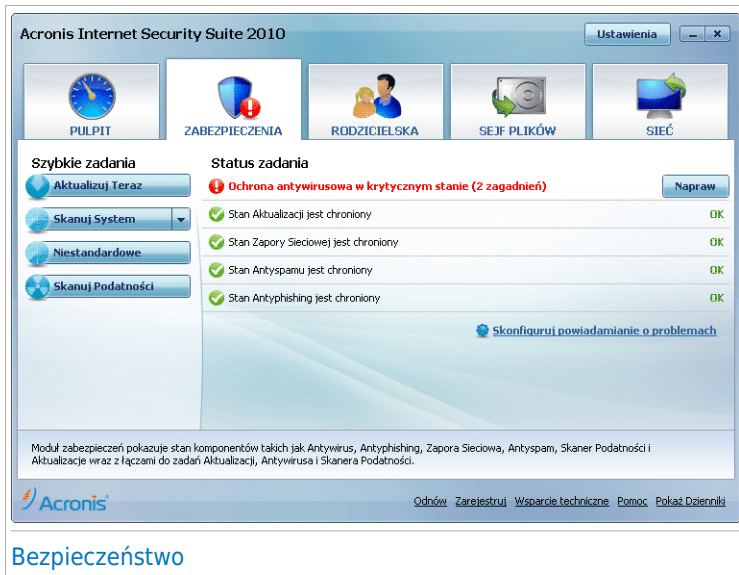 Acronis Internet Security Suite 2010
Ustawienia
PULPIT
ZABEZPIECZENIA
RODZICIELSKA
SEJF PLIKÓW
SIEĆ
Szybkie zadania
Aktualizuj Teraz
Skanuj System
Niestandardowe
Skanuj Podatności
Status zadania
Ochrona antywirusowa w krytycznym stanie (2 zagadnień)
Napraw
Stan Aktualizacji jest chroniony OK
Stan Zapory Sieciowej jest chroniony OK
Stan Antyspamu jest chroniony OK
Stan Antyphishing jest chroniony OK
Skonfiguruj powiadamianie o problemach
Moduł zabezpieczeń pokazuje stan komponentów takich jak Antywirus, Antyphishing, Zapora Sieciowa, Antyspam, Skaner Podatności i
Aktualizacje wraz z łączami do zadań Aktualizacji, Antywirusa i Skanera Podatności.
Acronis
Odnów Zarejestruj Wsparcie techniczne Pomoc Pokaż Dzienniki
Bezpieczeństwo